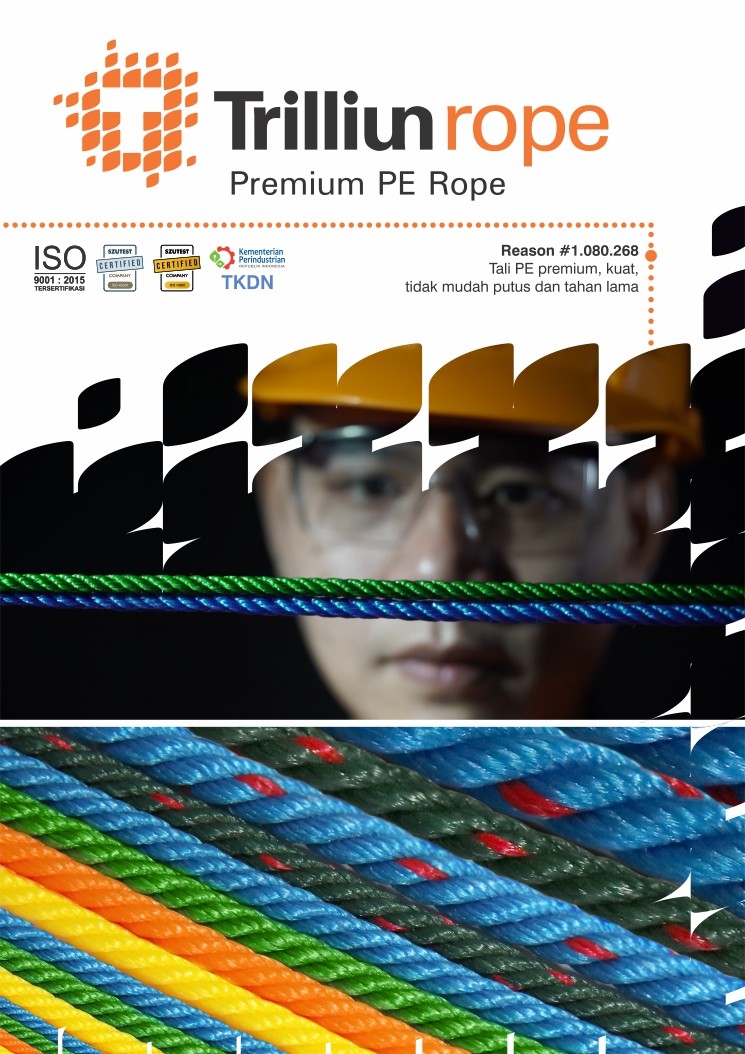 Trilliun rope
Premium PE Rope
ISO
9001 : 2015
TERSERTIFIKASI
SZUTEST
CERTIFIED
COMPANY
SZUTEST
CERTIFIED
COMPANY
Kementerian
Perindustrian
REPUBLIK INDONESIA
TKDN
Reason #1.080.268
Tali PE premium, kuat,
tidak mudah putus dan tahan lama